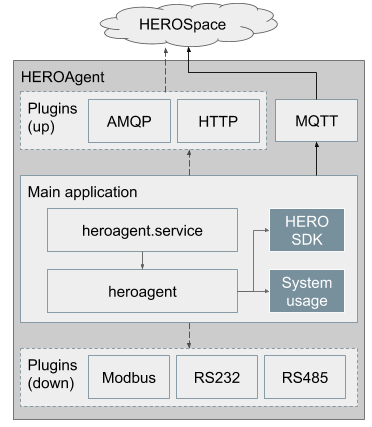 HEROSpace
HEROAgent
Plugins
(up)
AMQP
HTTP
MQTT
Main application
heroagent.service
HERO
SDK
heroagent
System
usage
Plugins
(down)
Modbus
RS232
RS485